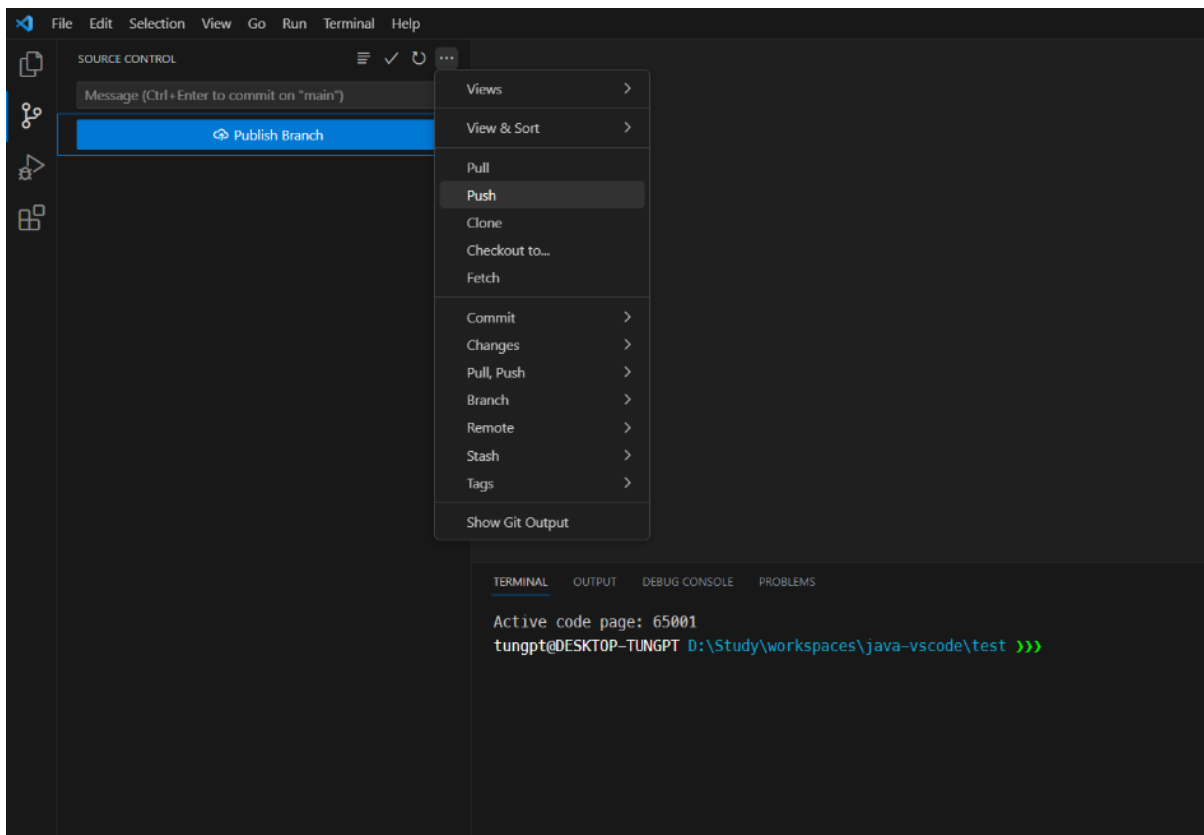 File Edit Selection View Go Run Terminal Help
SOURCE CONTROL
Message (Ctrl+Enter to commit on "main")
Publish Branch
Views
View & Sort
Pull
Push
Clone
Checkout to...
Fetch
Commit
Changes
Pull, Push
Branch
Remote
Stash
Tags
Show Git Output
TERMINAL OUTPUT DEBUG CONSOLE PROBLEMS
Active code page: 65001
tungpt@DESKTOP-TUNGPT D:\Study\workspaces\java-vscode\test ❯❯❯